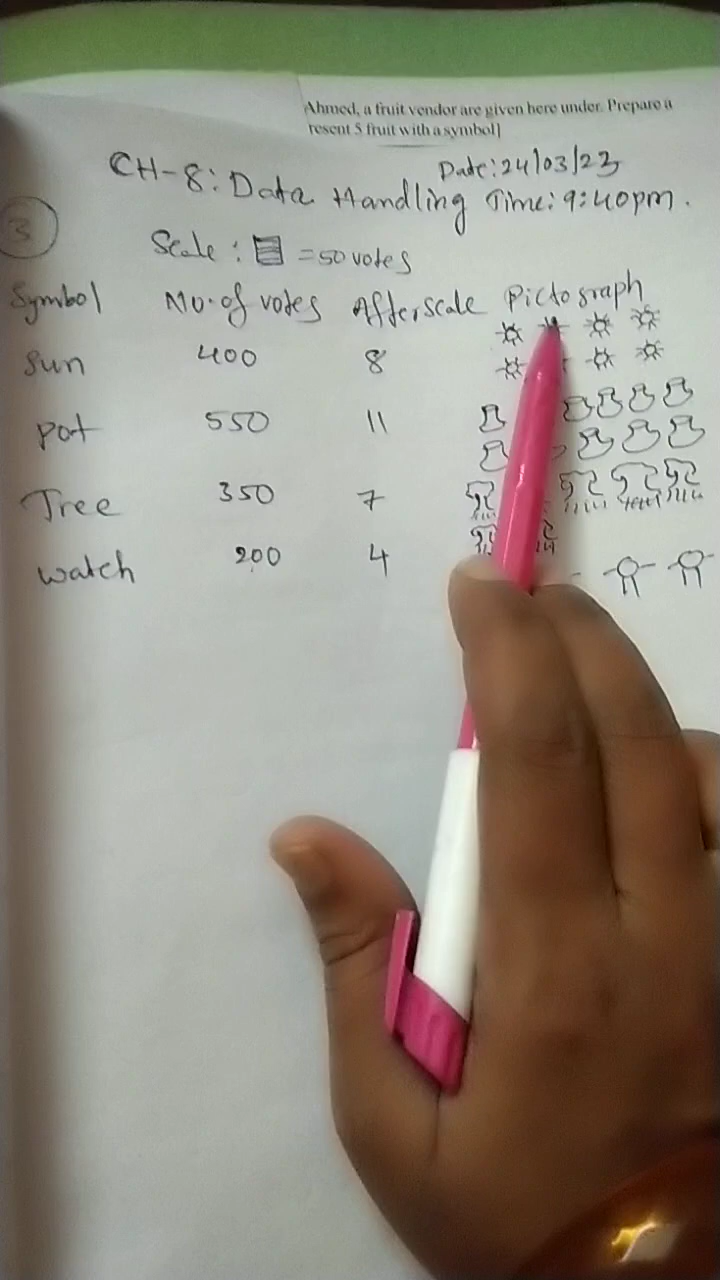 Ahmed, a fruit vendor are given here under. Prepare a
resent 5 fruit with a symbol]
Date: 24/03/23
CH-8: Data Handling Time: 9:40pm.
3
Scale : = 50 votes
Symbol No. of votes After scale Pictograph
Sun 400 8
pot 550 11
Tree 350 7
watch 200 4